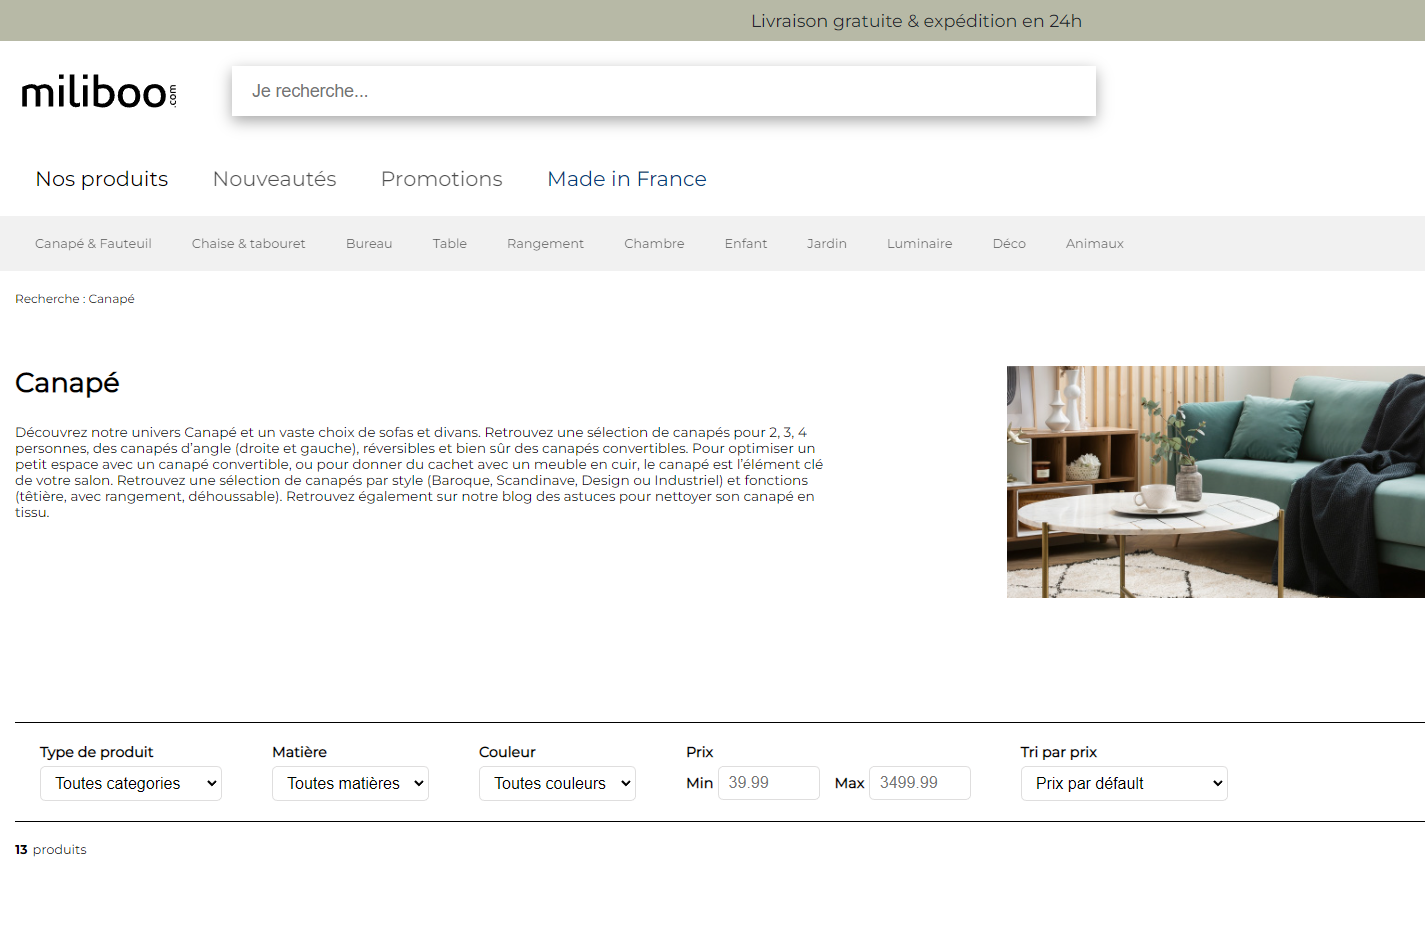 Livraison gratuite & expédition en 24h
miliboo.com
Je recherche...
Nos produits Nouveautés Promotions Made in France
Canapé & Fauteuil Chaise & tabouret Bureau Table Rangement Chambre Enfant Jardin Luminaire Déco Animaux
Recherche : Canapé
Canapé
Découvrez notre univers Canapé et un vaste choix de sofas et divans. Retrouvez une sélection de canapés pour 2, 3, 4
personnes, des canapés d'angle (droite et gauche), réversibles et bien sûr des canapés convertibles. Pour optimiser un
petit espace avec un canapé convertible, ou pour donner du cachet avec un meuble en cuir, le canapé est l'élément clé
de votre salon. Retrouvez une sélection de canapés par style (Baroque, Scandinave, Design ou Industriel) et fonctions
(têtière, avec rangement, déhoussable). Retrouvez également sur notre blog des astuces pour nettoyer son canapé en
tissu.
Type de produit Matière Couleur Prix Tri par prix
Toutes categories Toutes matières Toutes couleurs Min 39.99 Max 3499.99 Prix par défault
13 produits